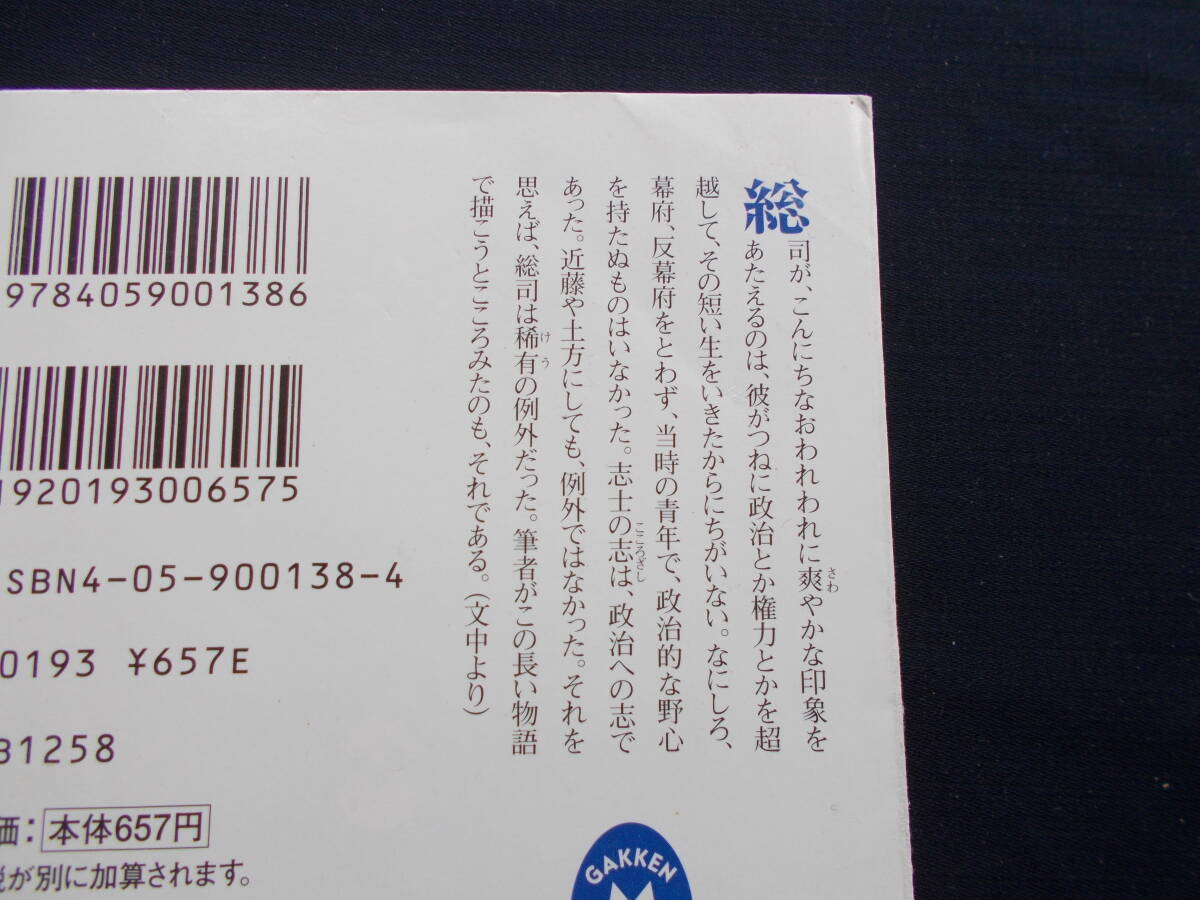 総司が、こんにちなおわれわれに爽やかな印象を
あたえるのは、彼がつねに政治とか権力とかを超
越して、その短い生をいきたからにちがいない。なにしろ、
幕府、反幕府をとわず、当時の青年で、政治的な野心
を持たぬものはいなかった。志士の志は、政治への志で
あった。近藤や土方にしても、例外ではなかった。それを
思えば、総司は稀有の例外だった。筆者がこの長い物語
で描こうとこころみたのも、それである。(文中より)
さわ
こころざし
けう
9784059001386
1920193006575
SBN4-05-900138-4
0193 ¥657E
B1258
価：本体657円
税が別に加算されます。
GAKKEN
M